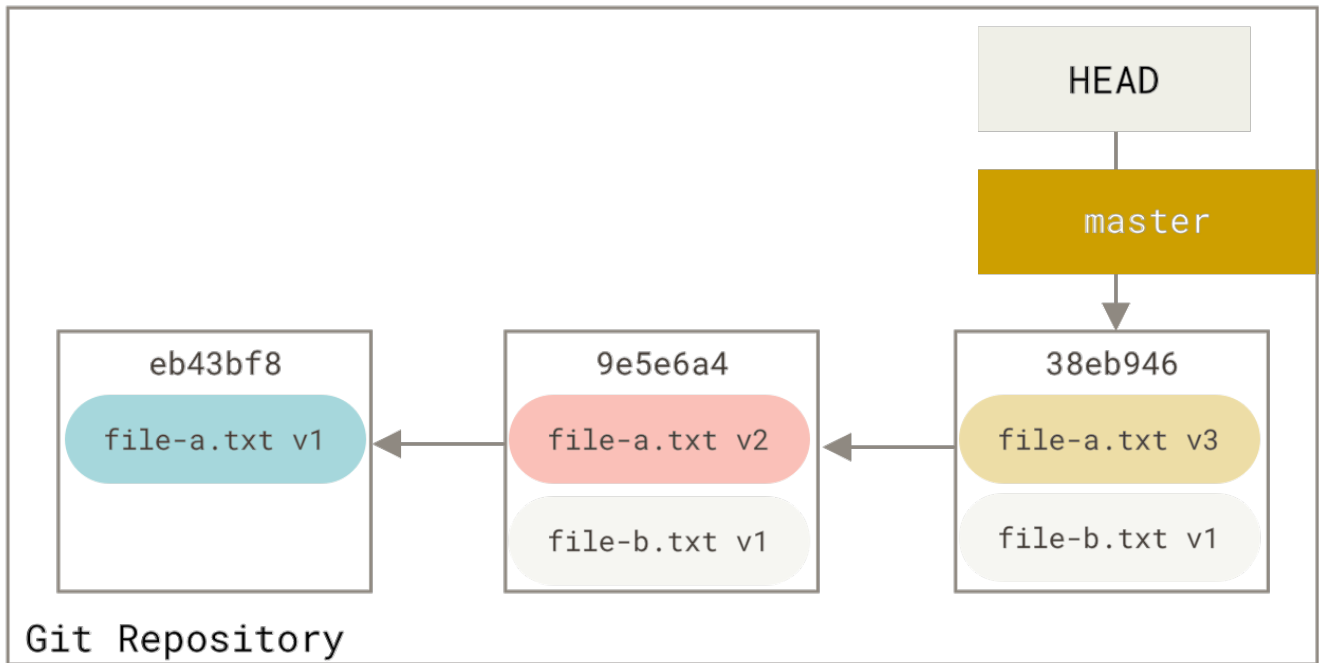 HEAD
master
eb43bf8
9e5e6a4
38eb946
file-a.txt v1
file-a.txt v2
file-a.txt v3
file-b.txt v1
file-b.txt v1
Git Repository